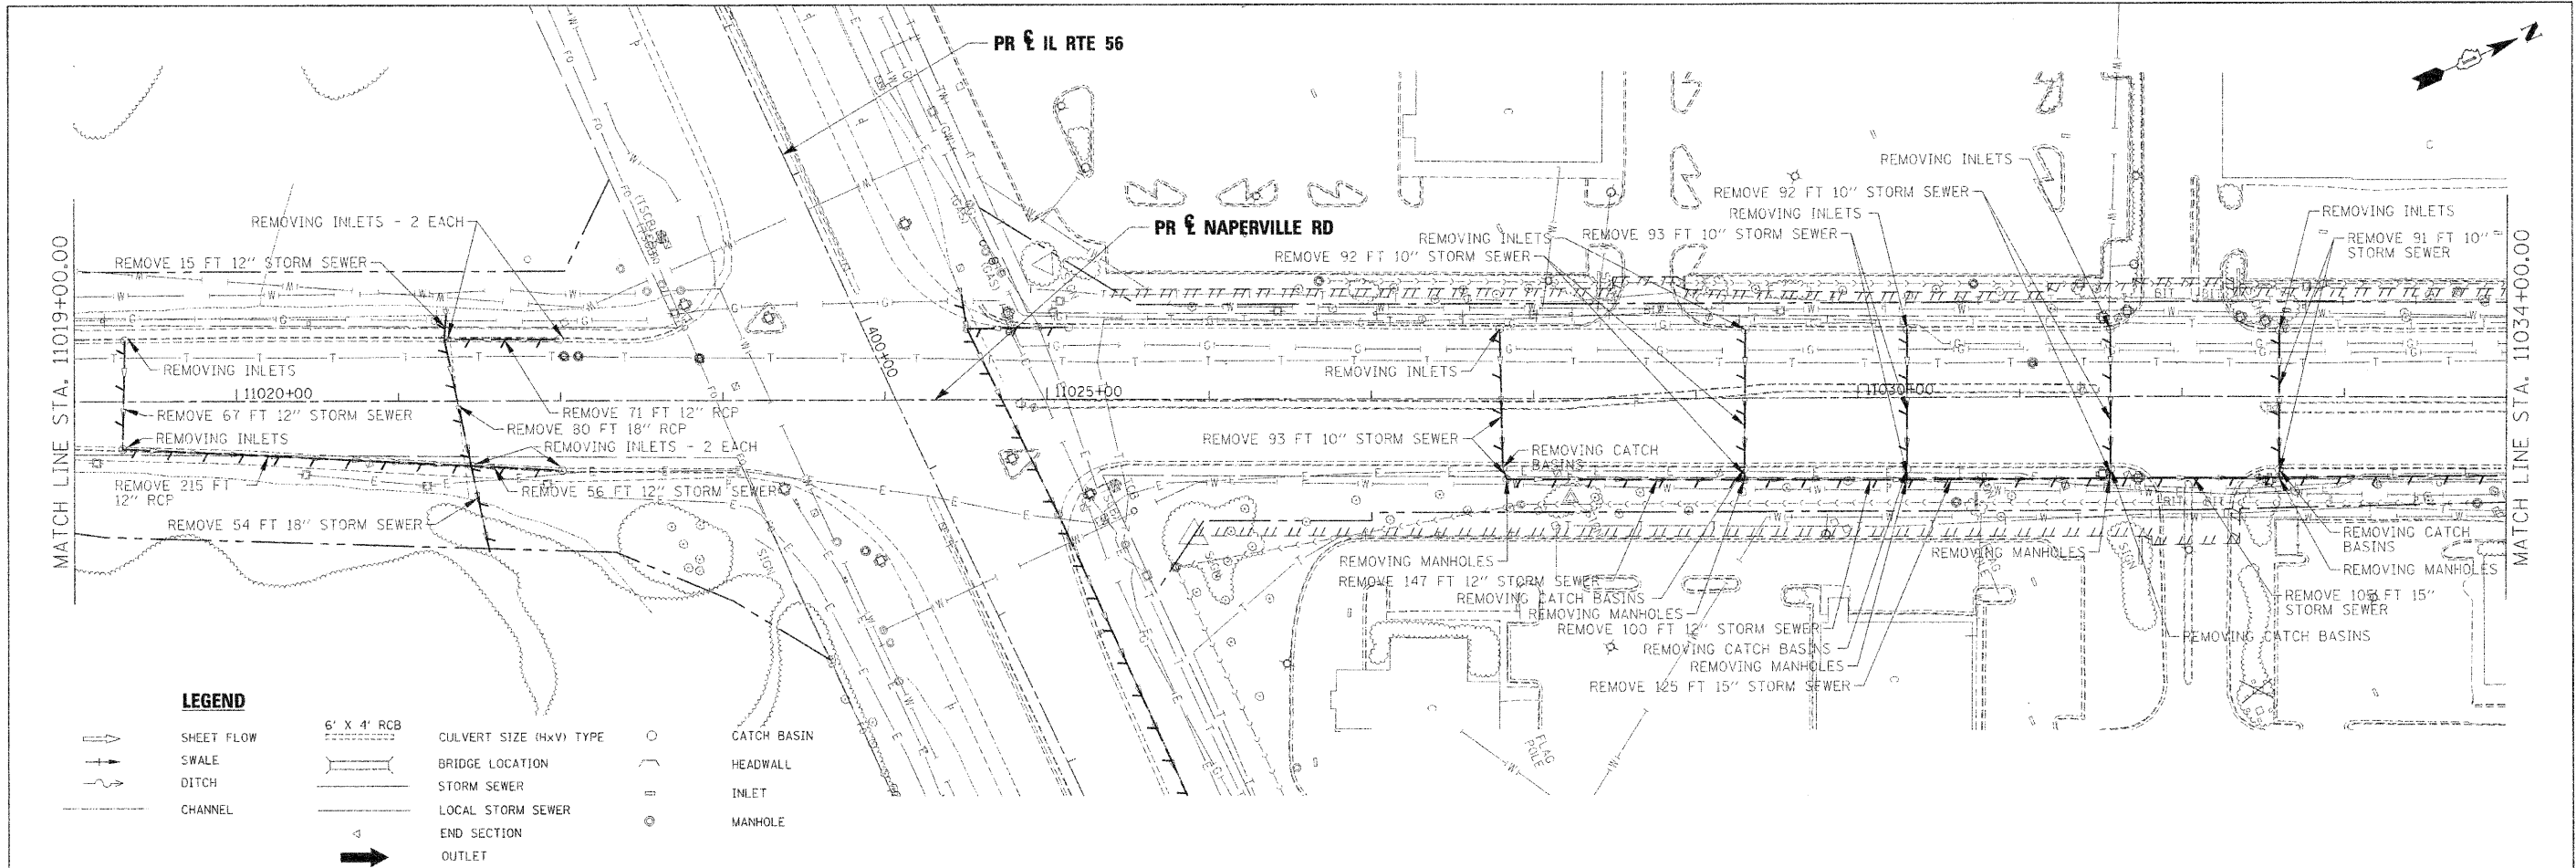 PR ℄ IL RTE 56
N
REMOVING INLETS
REMOVE 92 FT 10" STORM SEWER
REMOVING INLETS - 2 EACH
PR ℄ NAPERVILLE RD
REMOVING INLETS
REMOVING INLETS
REMOVING INLETS
REMOVE 93 FT 10" STORM SEWER
REMOVE 91 FT 10"
STORM SEWER
REMOVE 15 FT 12" STORM SEWER
REMOVE 92 FT 10" STORM SEWER
MATCH LINE STA. 11019+00.00
MATCH LINE STA. 11034+00.00
400+00
REMOVING INLETS
REMOVING INLETS
11020+00
11025+00
11030+00
REMOVE 67 FT 12" STORM SEWER
REMOVE 71 FT 12" RCP
REMOVE 80 FT 18" RCP
REMOVING INLETS
REMOVING INLETS - 2 EACH
REMOVE 93 FT 10" STORM SEWER
REMOVING CATCH
BASINS
REMOVE 215 FT
12" RCP
REMOVE 56 FT 12" STORM SEWER
REMOVE 54 FT 18" STORM SEWER
SIGN
SIGN
SIGN
REMOVING MANHOLES
REMOVING MANHOLES
REMOVING CATCH
BASINS
REMOVING MANHOLES
REMOVE 147 FT 12" STORM SEWER
REMOVING CATCH BASINS
REMOVING MANHOLES
REMOVE 105 FT 15"
STORM SEWER
REMOVE 100 FT 12" STORM SEWER
REMOVING CATCH BASINS
REMOVING CATCH BASINS
REMOVING MANHOLES
REMOVE 125 FT 15" STORM SEWER
FLAG
POLE
LEGEND
SHEET FLOW
SWALE
DITCH
CHANNEL
6' X 4' RCB
CULVERT SIZE (HxV) TYPE
BRIDGE LOCATION
STORM SEWER
LOCAL STORM SEWER
END SECTION
OUTLET
CATCH BASIN
HEADWALL
INLET
MANHOLE